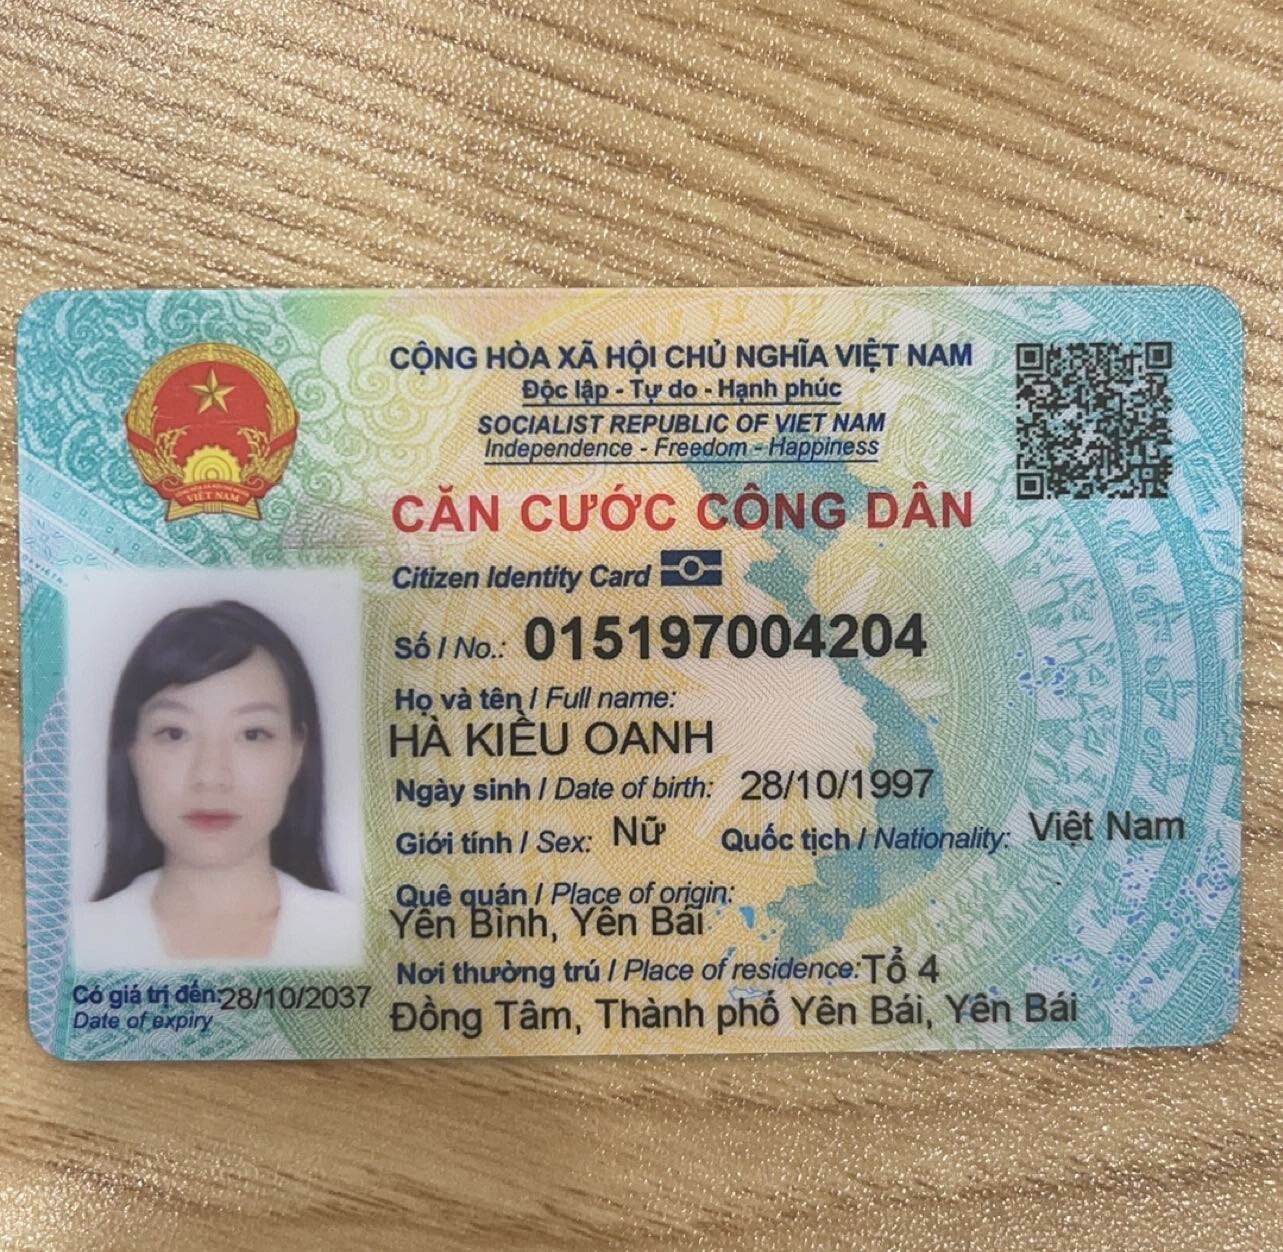 CỘNG HÒA XÃ HỘI CHỦ NGHĨA VIỆT NAM
Độc lập - Tự do - Hạnh phúc
SOCIALIST REPUBLIC OF VIET NAM
Independence - Freedom - Happiness
VIỆT NAM
CĂN CƯỚC CÔNG DÂN
Citizen Identity Card
Số / No.: 015197004204
Họ và tên / Full name:
HÀ KIỀU OANH
Ngày sinh / Date of birth: 28/10/1997
Giới tính / Sex: Nữ Quốc tịch / Nationality: Việt Nam
Quê quán / Place of origin:
Yên Bình, Yên Bái
Nơi thường trú / Place of residence: Tổ 4
Đồng Tâm, Thành phố Yên Bái, Yên Bái
Có giá trị đến: 28/10/2037
Date of expiry